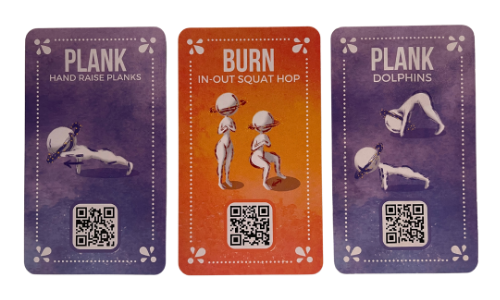 PLANK
HAND RAISE PLANKS
BURN
IN-OUT SQUAT HOP
PLANK
DOLPHINS